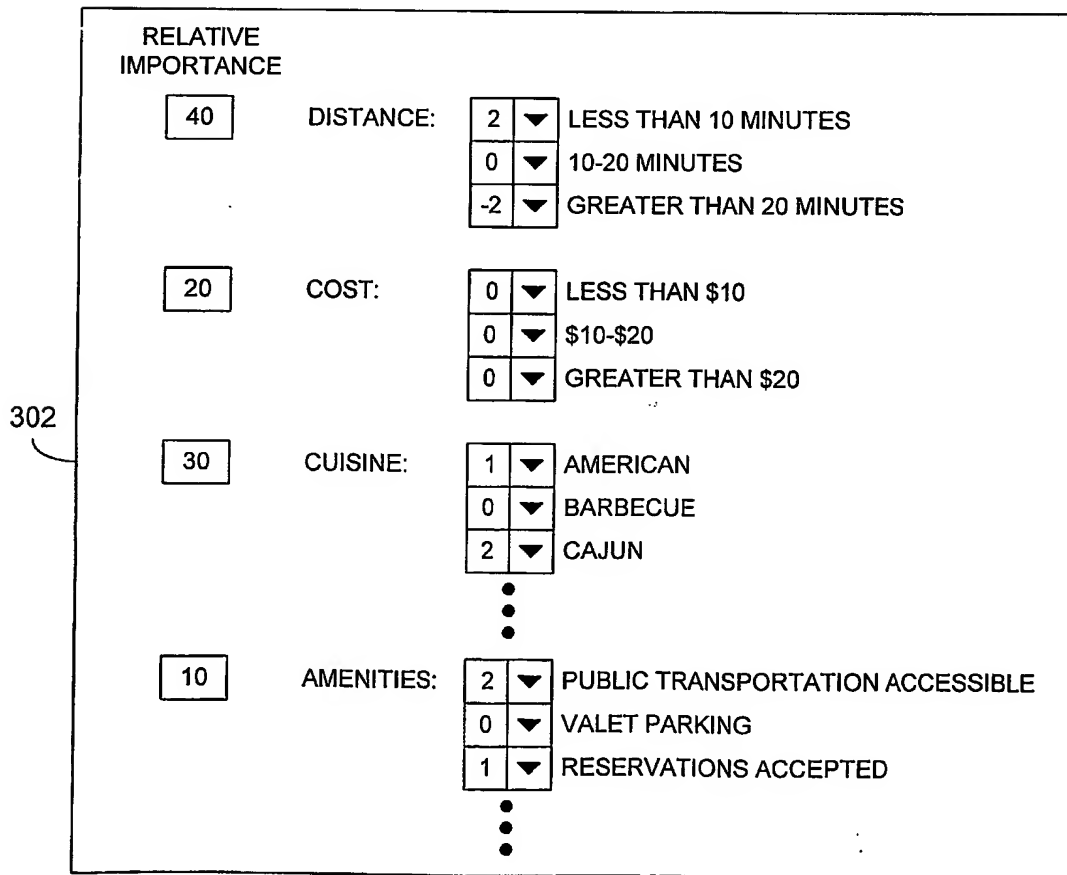 RELATIVE
IMPORTANCE
40 DISTANCE: 2 LESS THAN 10 MINUTES
0 10-20 MINUTES
-2 GREATER THAN 20 MINUTES
20 COST: 0 LESS THAN $10
0 $10-$20
0 GREATER THAN $20
302
30 CUISINE: 1 AMERICAN
0 BARBECUE
2 CAJUN
10 AMENITIES: 2 PUBLIC TRANSPORTATION ACCESSIBLE
0 VALET PARKING
1 RESERVATIONS ACCEPTED